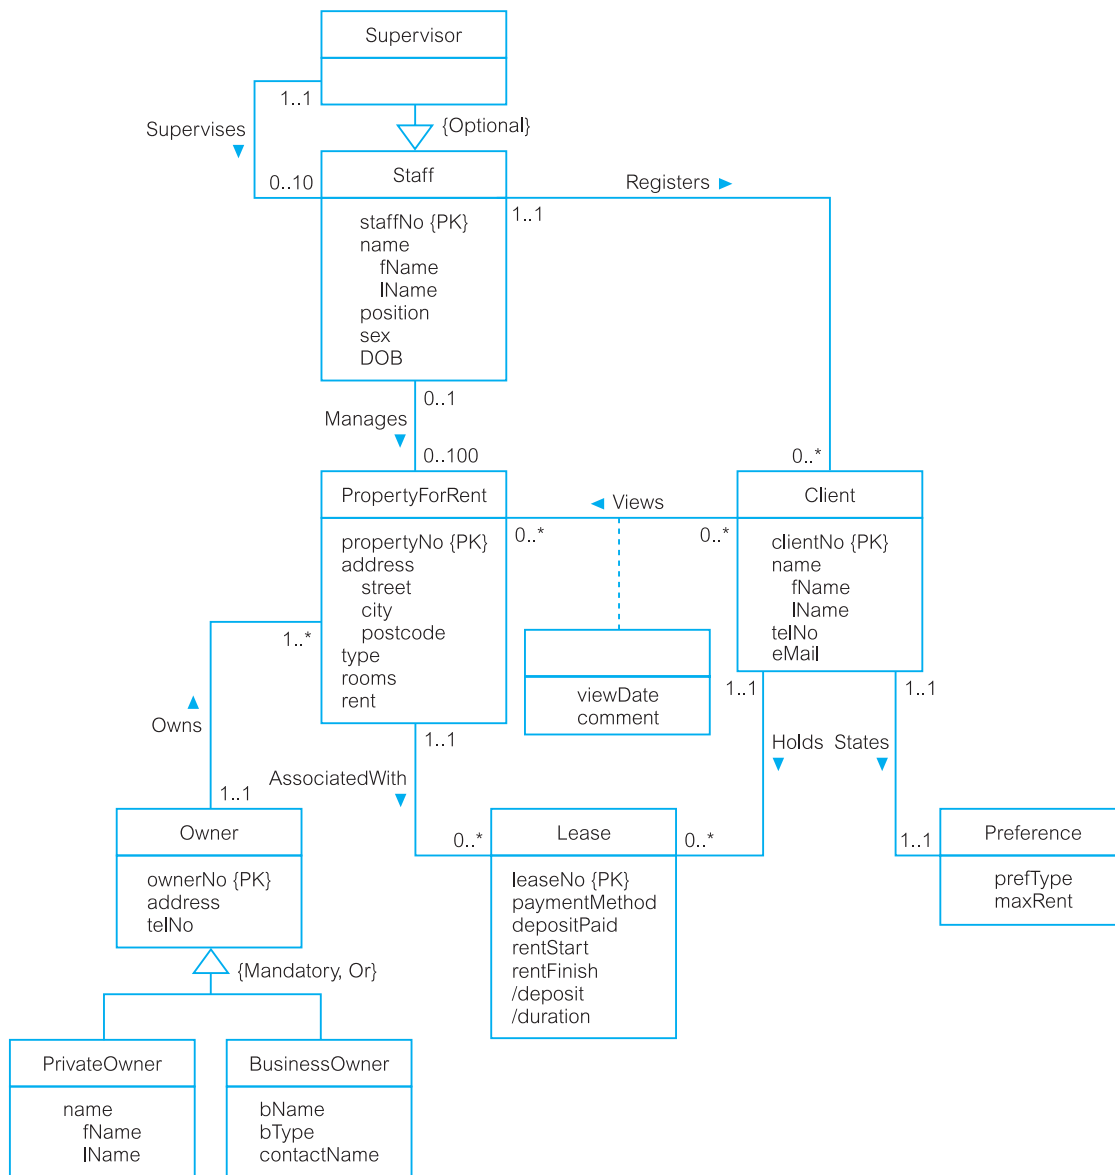 Supervisor
1..1
{Optional}
Supervises
0..10
Staff
Registers
1..1
staffNo {PK}
name
fName
lName
position
sex
DOB
0..1
Manages
0..100
0..*
PropertyForRent
Views
Client
0..*
0..*
propertyNo {PK}
address
street
city
postcode
type
rooms
rent
clientNo {PK}
name
fName
lName
telNo
eMail
1..*
viewDate
comment
1..1
1..1
1..1
Owns
Holds
States
AssociatedWith
1..1
0..*
0..*
1..1
Owner
Lease
Preference
ownerNo {PK}
address
telNo
leaseNo {PK}
paymentMethod
depositPaid
rentStart
rentFinish
/deposit
/duration
prefType
maxRent
{Mandatory, Or}
PrivateOwner
BusinessOwner
name
fName
lName
bName
bType
contactName